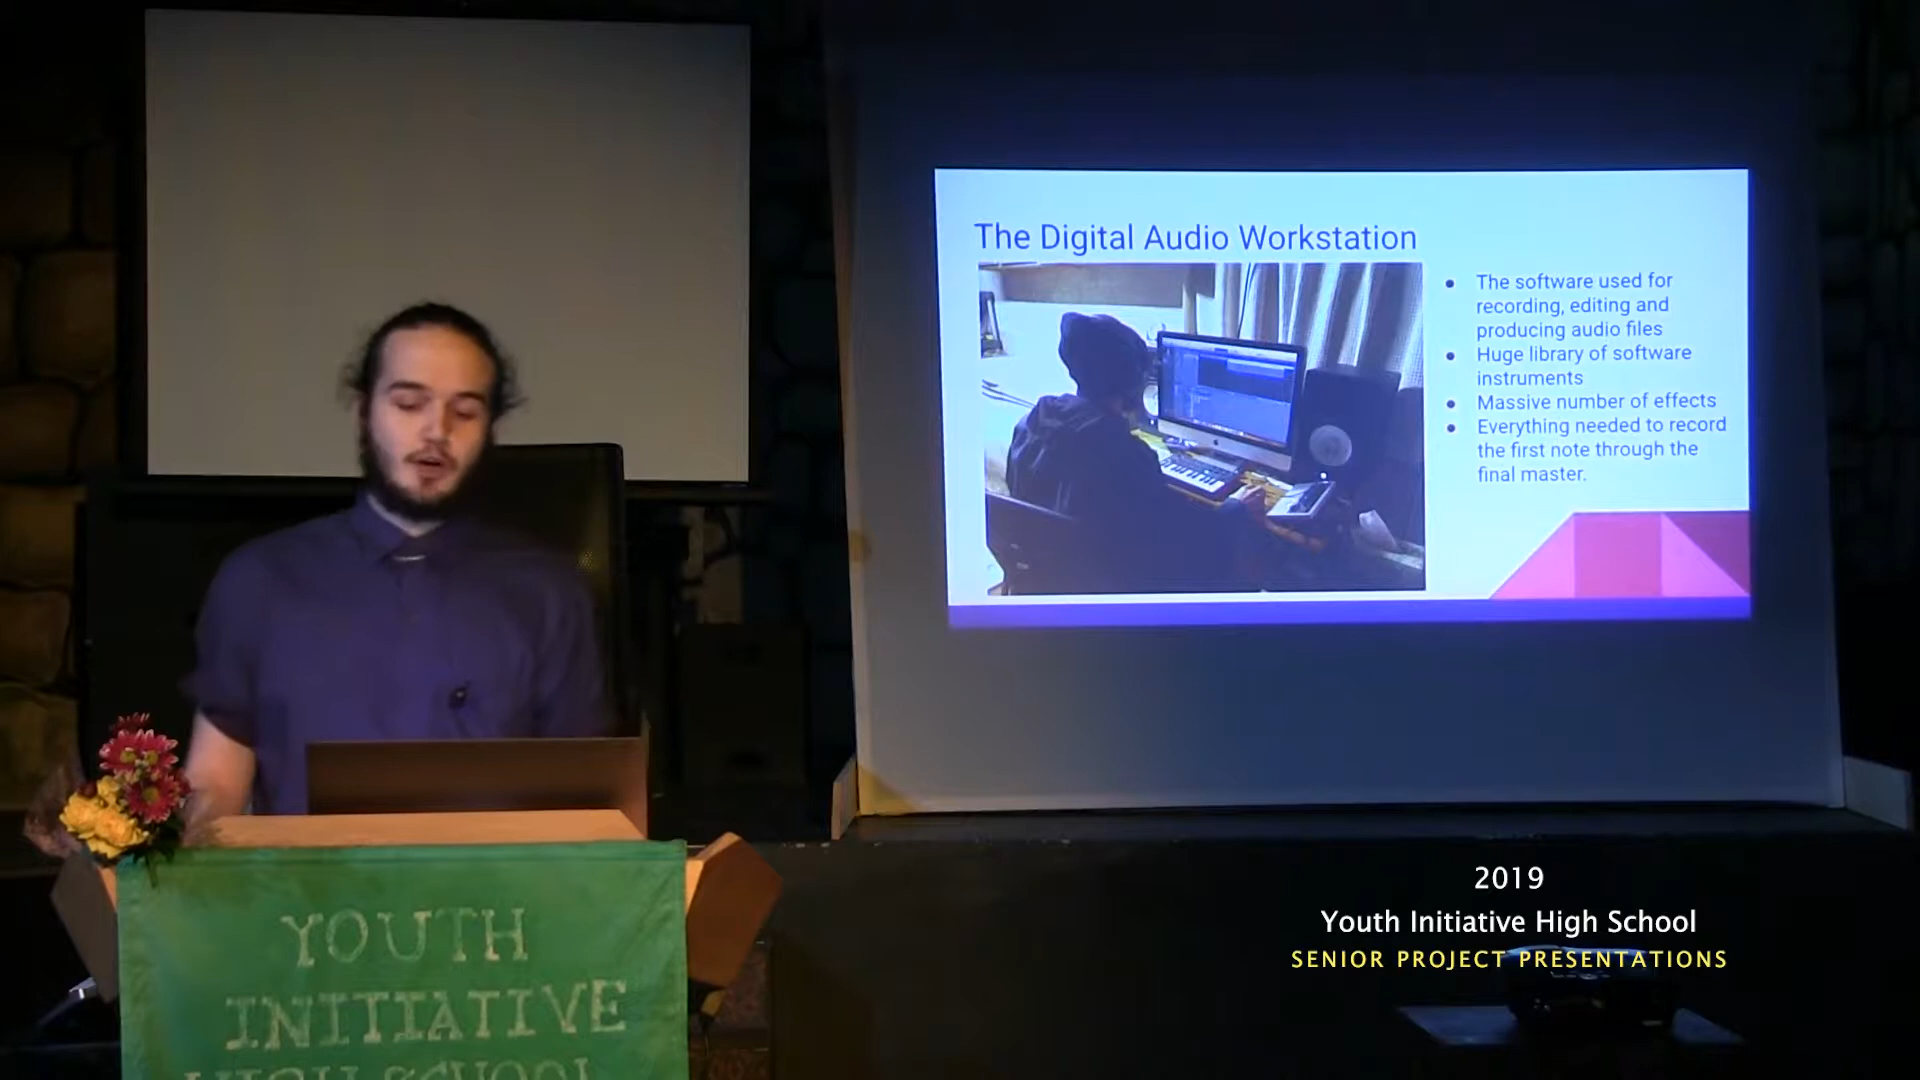 The Digital Audio Workstation
The software used for
recording, editing and
producing audio files
Huge library of software
instruments
Massive number of effects
Everything needed to record
the first note through the
final master.
YOUTH
INITIATIVE
HIGH SCHOOL
2019
Youth Initiative High School
SENIOR PROJECT PRESENTATIONS